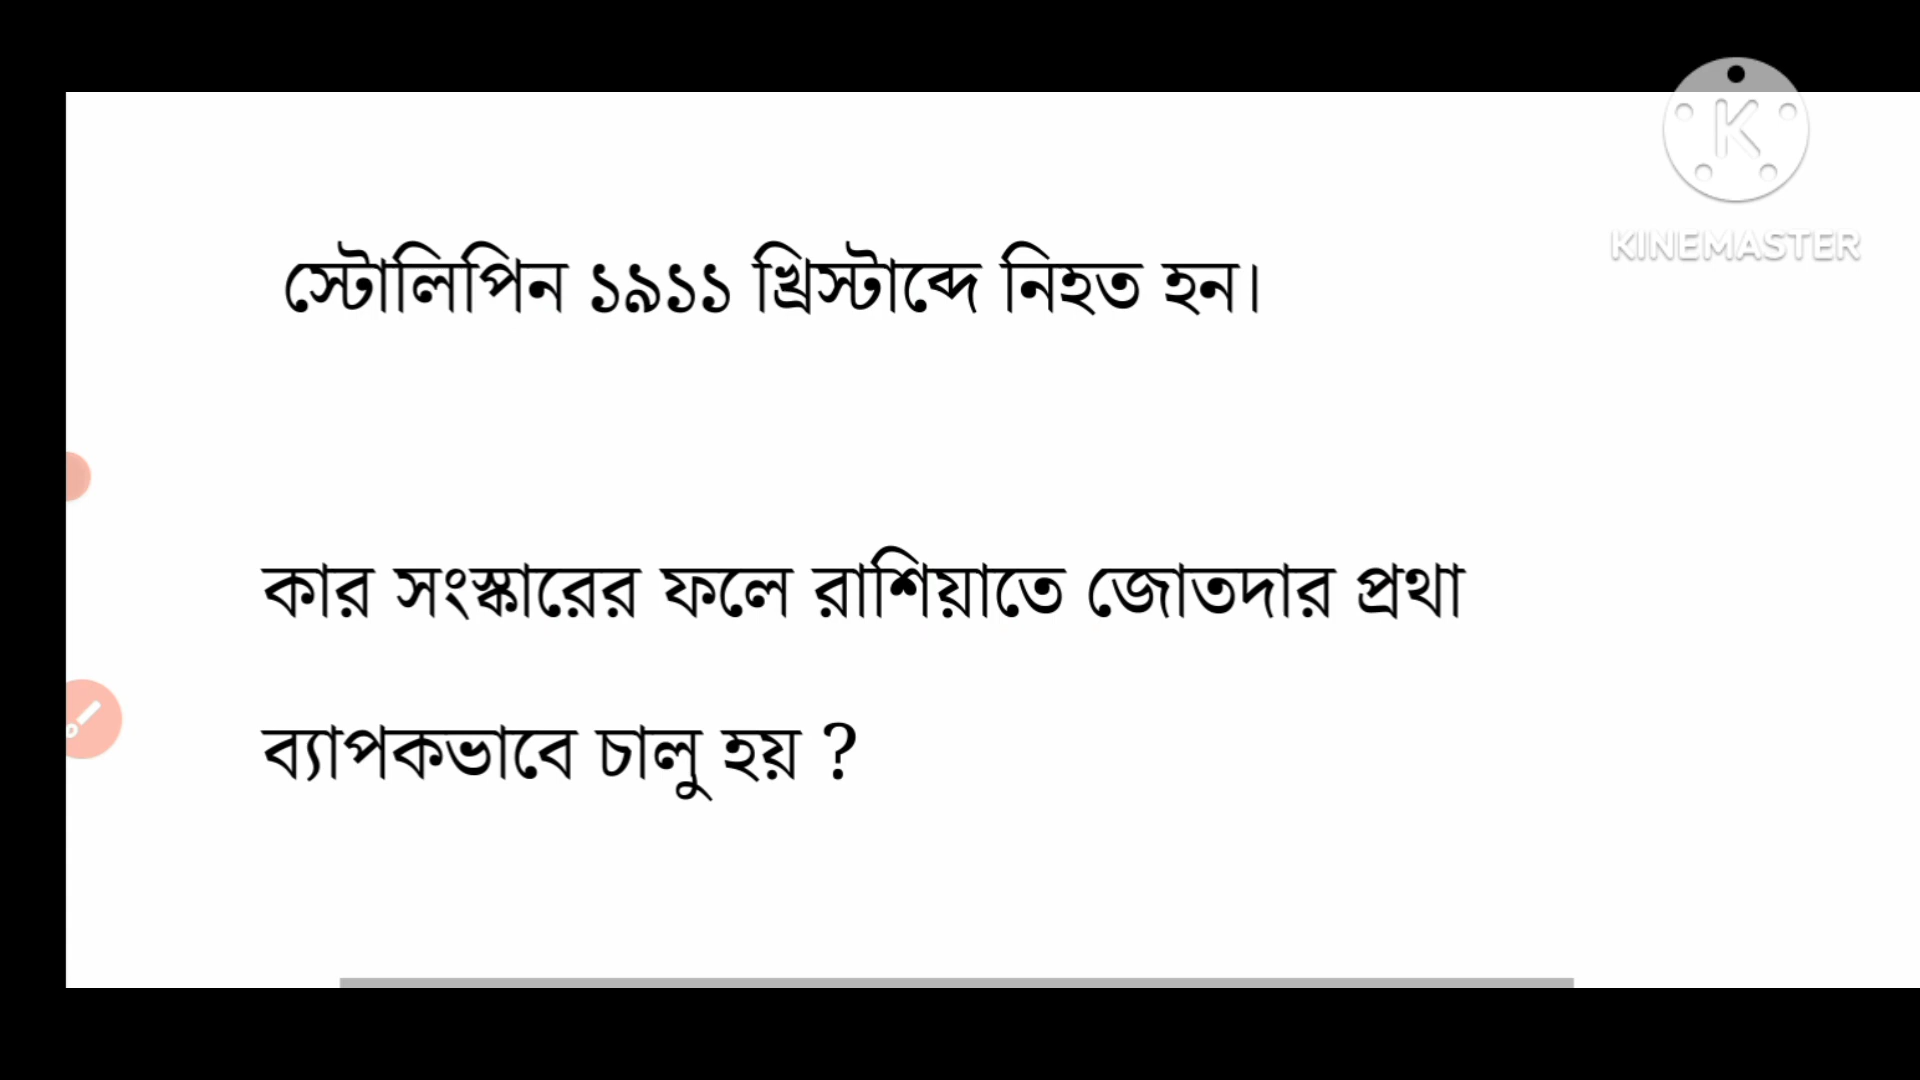 K
KINEMASTER
স্টোলিপিন ১৯১১ খ্রিস্টাব্দে নিহত হন।
কার সংস্কারের ফলে রাশিয়াতে জোতদার প্রথা
ব্যাপকভাবে চালু হয় ?